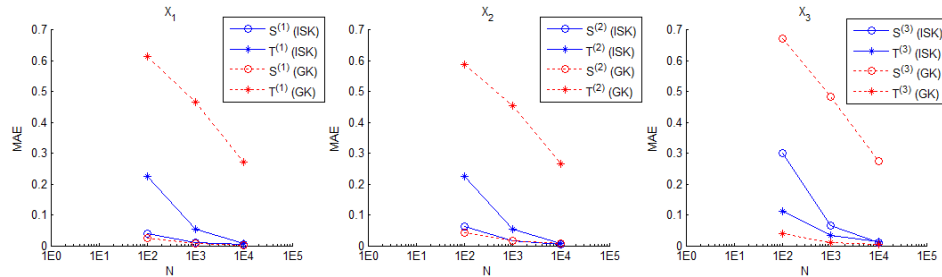 X1
0.7
0.6
0.5
0.4
0.3
0.2
0.1
0
MAE
1E0 1E1 1E2 1E3 1E4 1E5
N
S(1) (ISK)
T(1) (ISK)
S(1) (GK)
T(1) (GK)
X2
0.7
0.6
0.5
0.4
0.3
0.2
0.1
0
MAE
1E0 1E1 1E2 1E3 1E4 1E5
N
S(2) (ISK)
T(2) (ISK)
S(2) (GK)
T(2) (GK)
X3
0.7
0.6
0.5
0.4
0.3
0.2
0.1
0
MAE
1E0 1E1 1E2 1E3 1E4 1E5
N
S(3) (ISK)
T(3) (ISK)
S(3) (GK)
T(3) (GK)